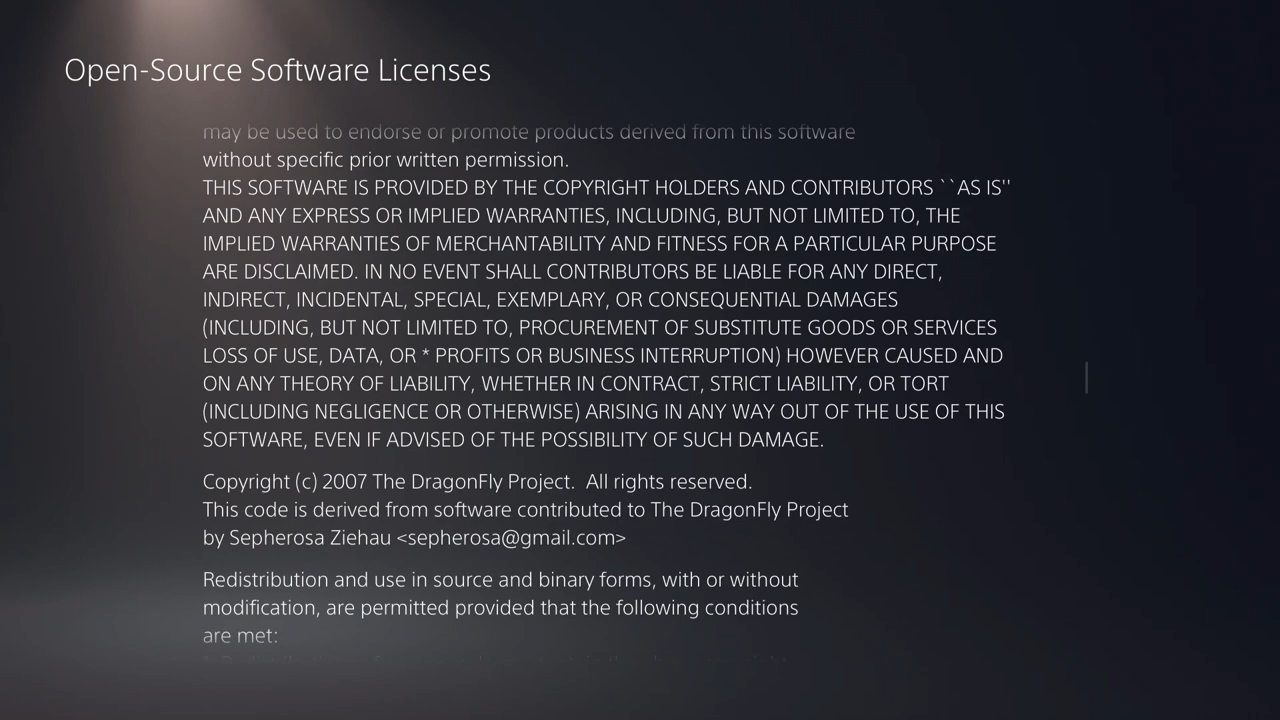 Open-Source Software Licenses
may be used to endorse or promote products derived from this software
without specific prior written permission.
THIS SOFTWARE IS PROVIDED BY THE COPYRIGHT HOLDERS AND CONTRIBUTORS ``AS IS''
AND ANY EXPRESS OR IMPLIED WARRANTIES, INCLUDING, BUT NOT LIMITED TO, THE
IMPLIED WARRANTIES OF MERCHANTABILITY AND FITNESS FOR A PARTICULAR PURPOSE
ARE DISCLAIMED. IN NO EVENT SHALL CONTRIBUTORS BE LIABLE FOR ANY DIRECT,
INDIRECT, INCIDENTAL, SPECIAL, EXEMPLARY, OR CONSEQUENTIAL DAMAGES
(INCLUDING, BUT NOT LIMITED TO, PROCUREMENT OF SUBSTITUTE GOODS OR SERVICES
LOSS OF USE, DATA, OR * PROFITS OR BUSINESS INTERRUPTION) HOWEVER CAUSED AND
ON ANY THEORY OF LIABILITY, WHETHER IN CONTRACT, STRICT LIABILITY, OR TORT
(INCLUDING NEGLIGENCE OR OTHERWISE) ARISING IN ANY WAY OUT OF THE USE OF THIS
SOFTWARE, EVEN IF ADVISED OF THE POSSIBILITY OF SUCH DAMAGE.
Copyright (c) 2007 The DragonFly Project.  All rights reserved.
This code is derived from software contributed to The DragonFly Project
by Sepherosa Ziehau <sepherosa@gmail.com>
Redistribution and use in source and binary forms, with or without
modification, are permitted provided that the following conditions
are met: